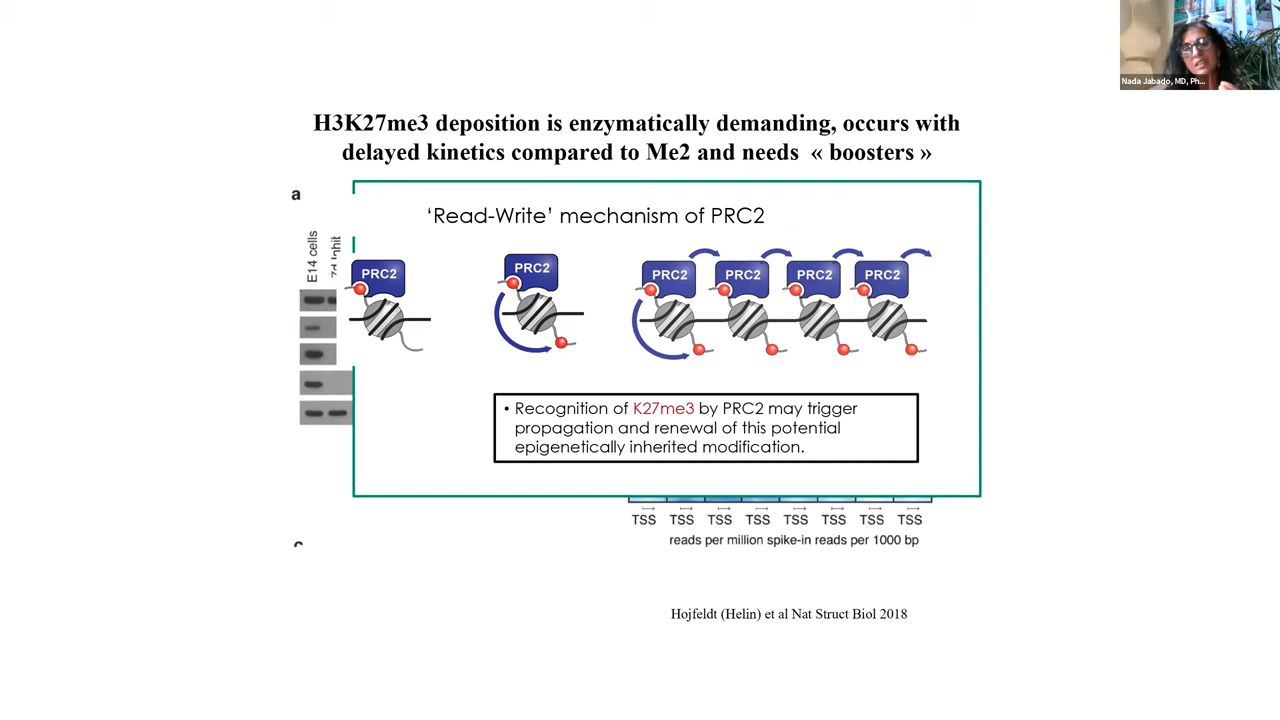 Nada Jabado, MD, Ph...
H3K27me3 deposition is enzymatically demanding, occurs with
delayed kinetics compared to Me2 and needs « boosters »
a
E14 cells
‘Read-Write’ mechanism of PRC2
PRC2
PRC2
PRC2
PRC2
PRC2
PRC2
• Recognition of K27me3 by PRC2 may trigger
propagation and renewal of this potential
epigenetically inherited modification.
TSS TSS TSS TSS TSS TSS TSS TSS
reads per million spike-in reads per 1000 bp
c
Hojfeldt (Helin) et al Nat Struct Biol 2018